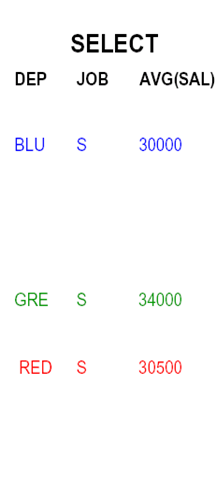 SELECT
DEP JOB AVG(SAL)
BLU S 30000
GRE S 34000
RED S 30500